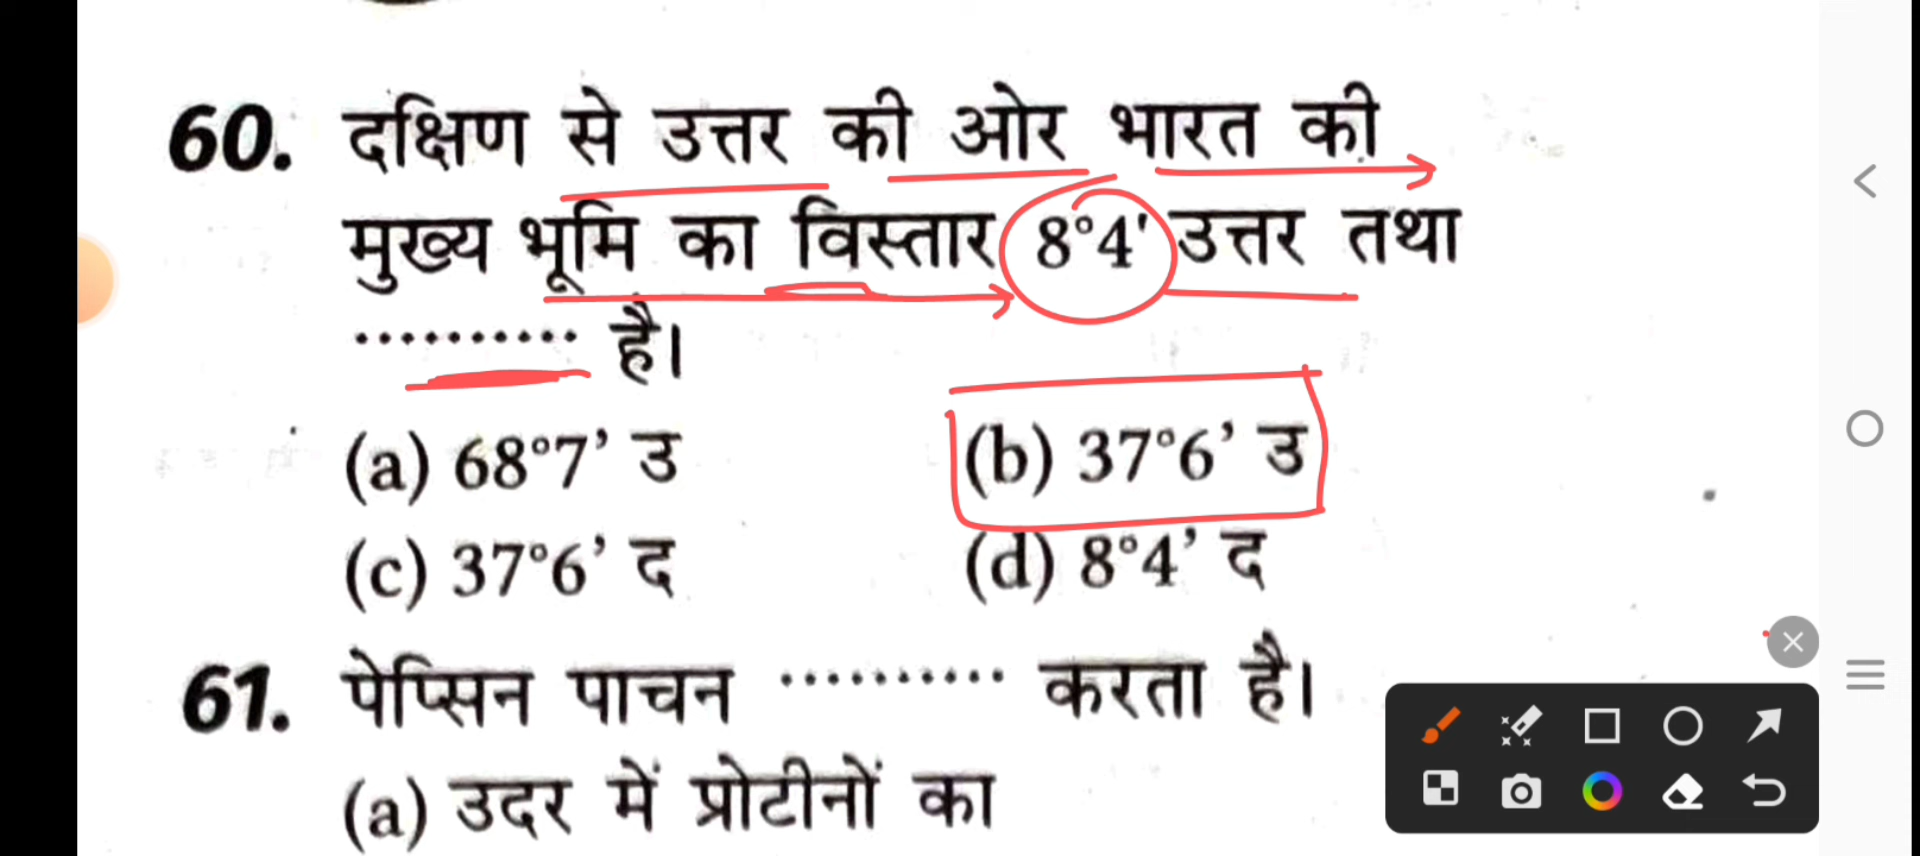 60. दक्षिण से उत्तर की ओर भारत की
मुख्य भूमि का विस्तार 8°4' उत्तर तथा
.......... है।
(a) 68°7’ उ (b) 37°6’ उ
(c) 37°6’ द (d) 8°4’ द
61. पेप्सिन पाचन .......... करता है।
(a) उदर में प्रोटीनों का